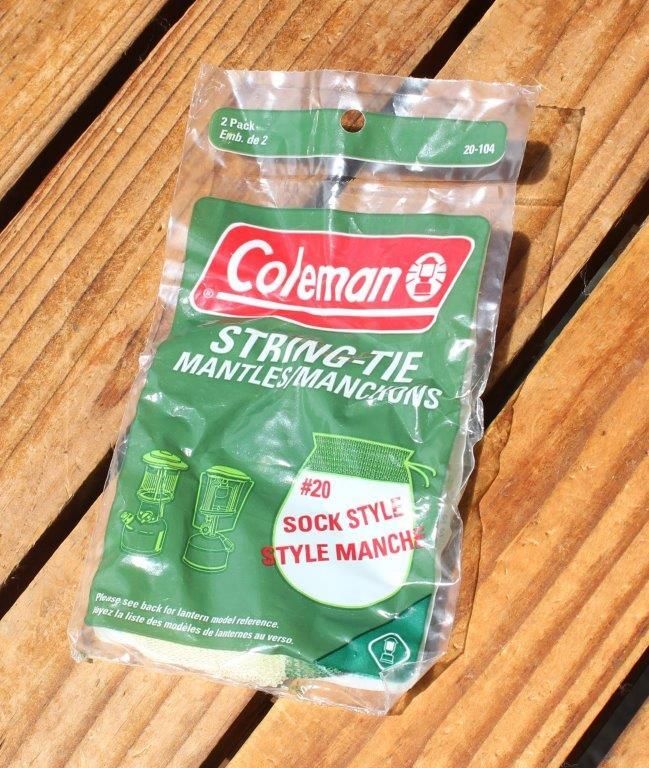 2 Pack
Emb. de 2
20-104
Coleman
®
STRING-TIE
MANTLES/MANCHONS
#20
SOCK STYLE
STYLE MANCHE
Please see back for lantern model reference.
oyez la liste des modèles de lanternes au verso.